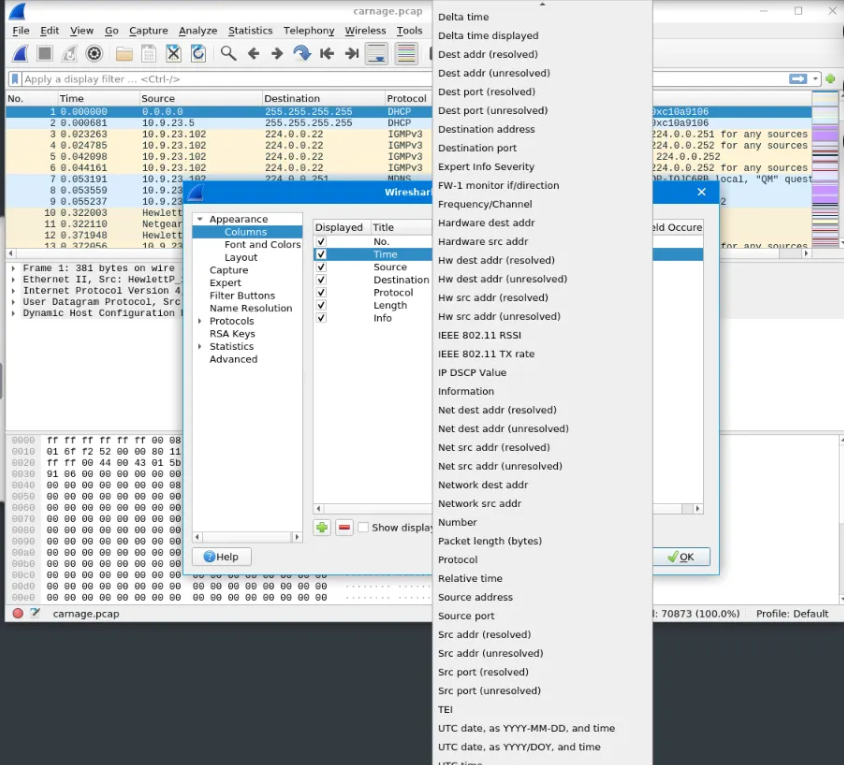 carnage.pcap
File Edit View Go Capture Analyze Statistics Telephony Wireless Tools
Apply a display filter ... <Ctrl-/>
No. Time Source Destination Protocol
1 0.000000 0.0.0.0 255.255.255.255 DHCP 0xc10a9106
2 0.000681 10.9.23.5 255.255.255.255 DHCP 0xc10a9106
3 0.023263 10.9.23.102 224.0.0.22 IGMPv3 224.0.0.251 for any sources
4 0.024785 10.9.23.102 224.0.0.22 IGMPv3 224.0.0.252 for any sources
5 0.042098 10.9.23.102 224.0.0.22 IGMPv3 224.0.0.252
6 0.044161 10.9.23.102 224.0.0.22 IGMPv3 224.0.0.252 for any sources
7 0.053191 10.9.23.102 224.0.0.251 MDNS local, "QM" quest
8 0.053559
9 0.055237 2
10 0.322003 Hewlett
11 0.322110 Netgear
12 0.371948 Hewlett
13 0.372056 10.9.23 for any sources
Frame 1: 381 bytes on wire
Ethernet II, Src: HewlettP_
Internet Protocol Version 4,
User Datagram Protocol, Src
Dynamic Host Configuration
Wireshar
Appearance
Columns
Font and Colors
Layout
Capture
Expert
Filter Buttons
Name Resolution
Protocols
RSA Keys
Statistics
Advanced
Displayed Title eld Occure
No.
Time
Source
Destination
Protocol
Length
Info
Show display
Help
OK
0000 ff ff ff ff ff ff 00 08
0010 01 6f f2 52 00 00 80 11
0020 ff ff 00 44 00 43 01 5b
0030 91 06 00 00 00 00 00 00
0040 00 00 00 00 00 00 00 08
0050 00 00 00 00 00 00 00 00
0060 00 00 00 00 00 00 00 00
0070 00 00 00 00 00 00 00 00
0080 00 00 00 00 00 00 00 00
0090 00 00 00 00 00 00 00 00
00a0 00 00 00 00 00 00 00 00
00b0 00 00 00 00 00 00 00 00
00c0 00 00 00 00 00 00 00 00 00 00 00 00 00 00 00 00
00d0 00 00 00 00 00 00 00 00 00 00 00 00 00 00 00 00
00e0 00 00 00 00 00 00 00 00 00 00 00 00 00 00 00 00
carnage.pcap
: 70873 (100.0%) Profile: Default
Delta time
Delta time displayed
Dest addr (resolved)
Dest addr (unresolved)
Dest port (resolved)
Dest port (unresolved)
Destination address
Destination port
Expert Info Severity
FW-1 monitor if/direction
Frequency/Channel
Hardware dest addr
Hardware src addr
Hw dest addr (resolved)
Hw dest addr (unresolved)
Hw src addr (resolved)
Hw src addr (unresolved)
IEEE 802.11 RSSI
IEEE 802.11 TX rate
IP DSCP Value
Information
Net dest addr (resolved)
Net dest addr (unresolved)
Net src addr (resolved)
Net src addr (unresolved)
Network dest addr
Network src addr
Number
Packet length (bytes)
Protocol
Relative time
Source address
Source port
Src addr (resolved)
Src addr (unresolved)
Src port (resolved)
Src port (unresolved)
TEI
UTC date, as YYYY-MM-DD, and time
UTC date, as YYYY/DOY, and time
UTC time